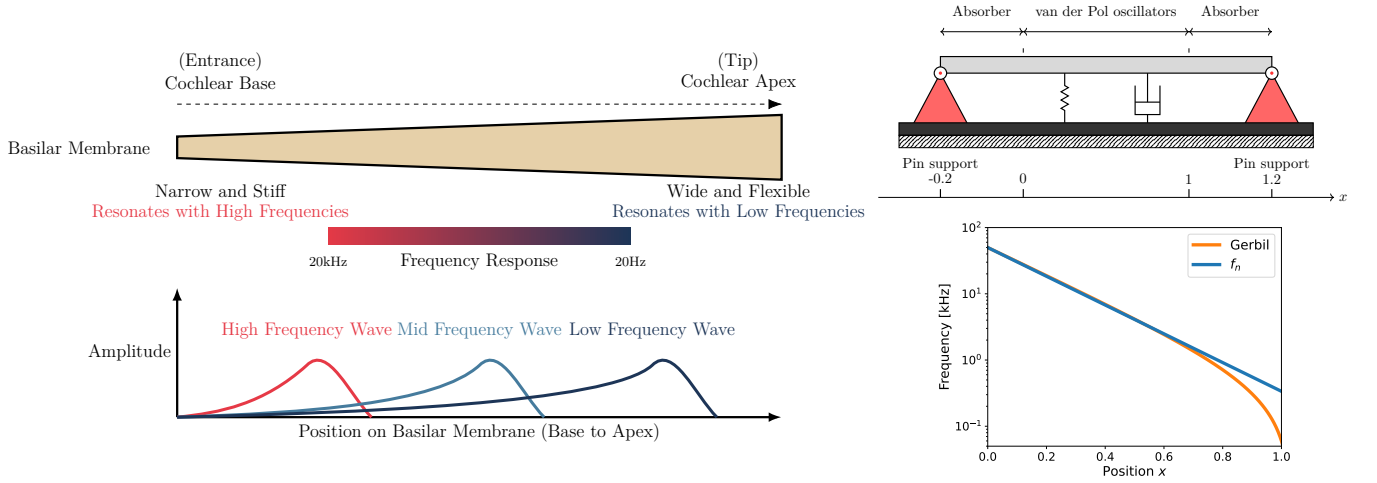 (Entrance)
Cochlear Base
(Tip)
Cochlear Apex
Basilar Membrane
Narrow and Stiff
Resonates with High Frequencies
Wide and Flexible
Resonates with Low Frequencies
20kHz
Frequency Response
20Hz
High Frequency Wave
Mid Frequency Wave
Low Frequency Wave
Amplitude
Position on Basilar Membrane (Base to Apex)
Absorber
van der Pol oscillators
Absorber
Pin support
Pin support
-0.2
0
1
1.2
x
10²
10¹
10⁰
10⁻¹
Frequency [kHz]
Gerbil
fₙ
0.0
0.2
0.4
0.6
0.8
1.0
Position x